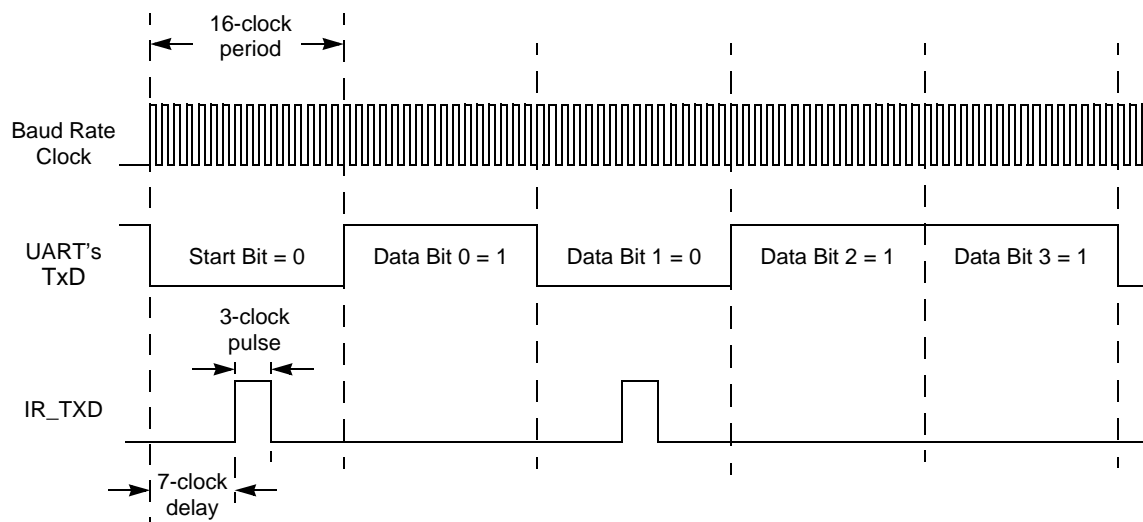 16-clock
period
Baud Rate
Clock
UART's
TxD
Start Bit = 0
Data Bit 0 = 1
Data Bit 1 = 0
Data Bit 2 = 1
Data Bit 3 = 1
3-clock
pulse
IR_TXD
7-clock
delay